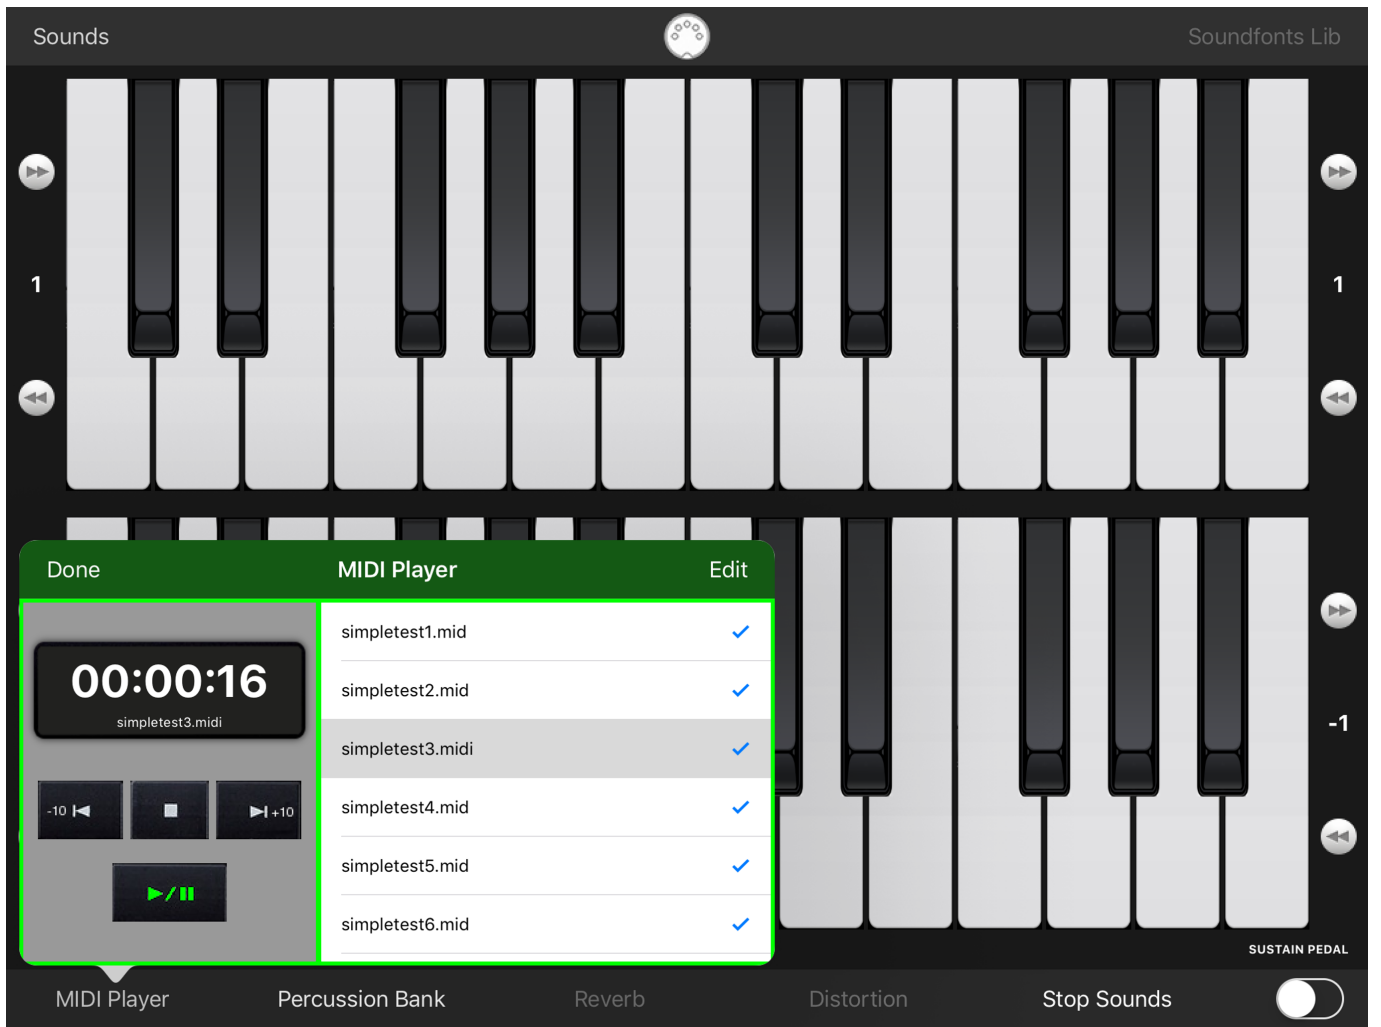 Sounds
Soundfonts Lib
1
1
Done
MIDI Player
Edit
00:00:16
simpletest3.midi
-10
+10
simpletest1.mid
simpletest2.mid
simpletest3.midi
simpletest4.mid
simpletest5.mid
simpletest6.mid
-1
SUSTAIN PEDAL
MIDI Player
Percussion Bank
Reverb
Distortion
Stop Sounds